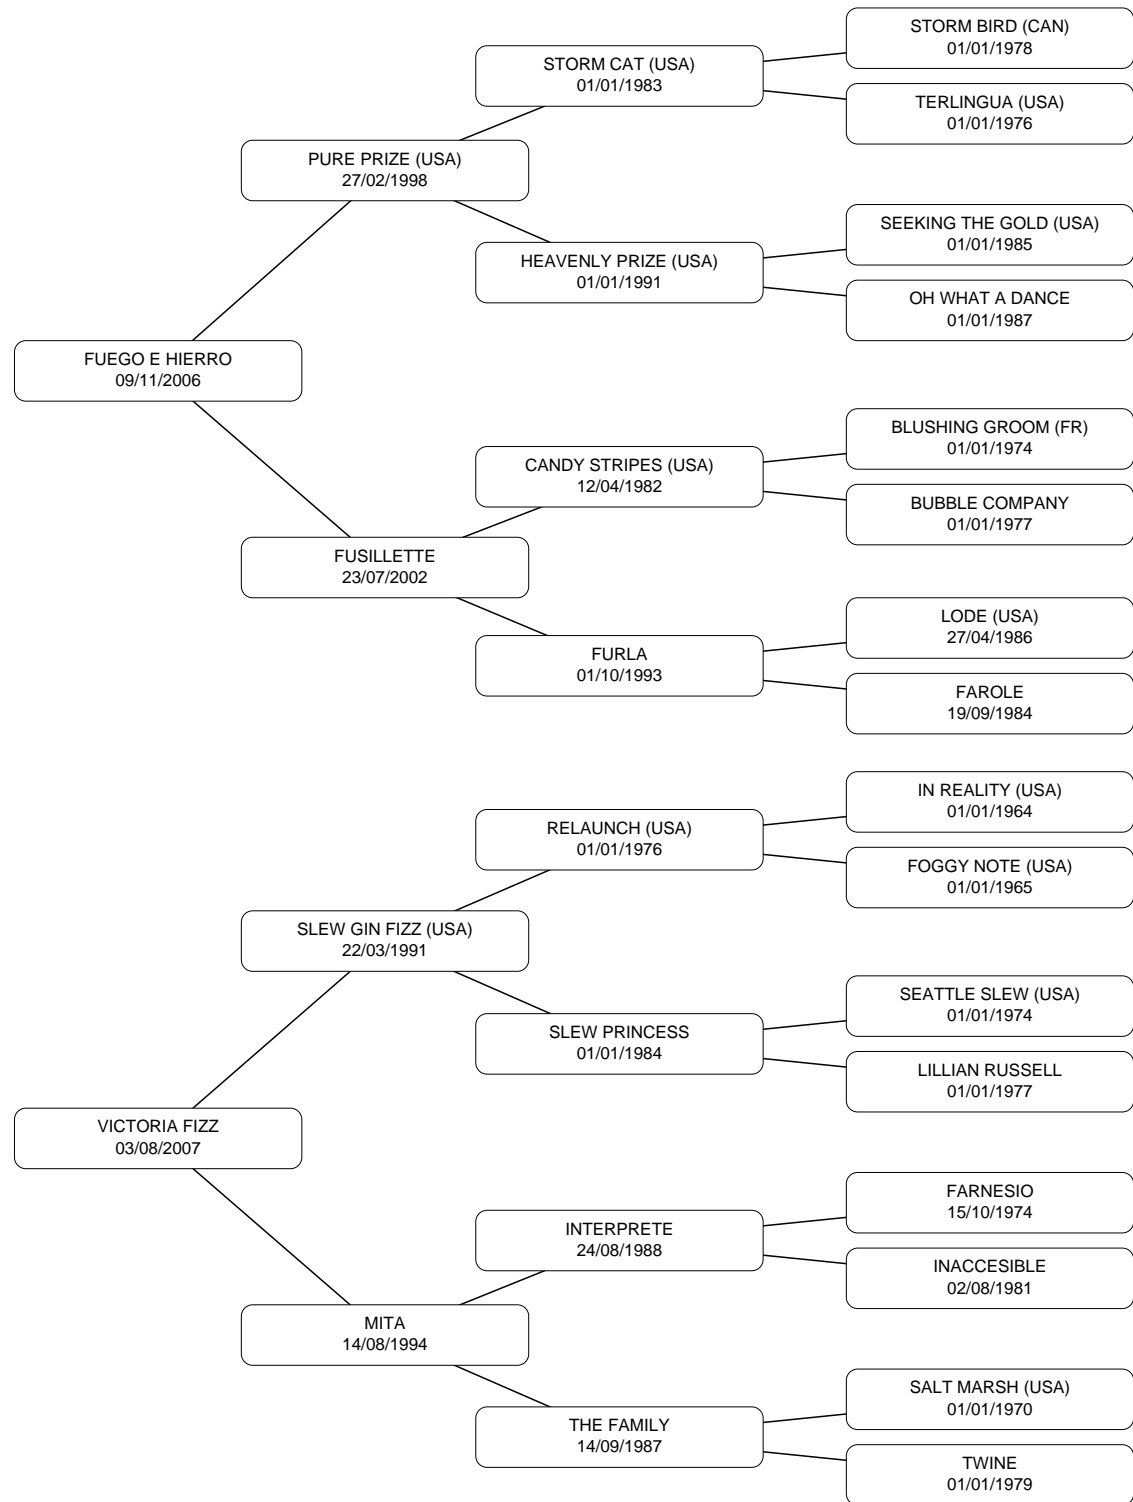 STORM BIRD (CAN)
01/01/1978
STORM CAT (USA)
01/01/1983
TERLINGUA (USA)
01/01/1976
PURE PRIZE (USA)
27/02/1998
SEEKING THE GOLD (USA)
01/01/1985
HEAVENLY PRIZE (USA)
01/01/1991
OH WHAT A DANCE
01/01/1987
FUEGO E HIERRO
09/11/2006
BLUSHING GROOM (FR)
01/01/1974
CANDY STRIPES (USA)
12/04/1982
BUBBLE COMPANY
01/01/1977
FUSILLETTE
23/07/2002
LODE (USA)
27/04/1986
FURLA
01/10/1993
FAROLE
19/09/1984
IN REALITY (USA)
01/01/1964
RELAUNCH (USA)
01/01/1976
FOGGY NOTE (USA)
01/01/1965
SLEW GIN FIZZ (USA)
22/03/1991
SEATTLE SLEW (USA)
01/01/1974
SLEW PRINCESS
01/01/1984
LILLIAN RUSSELL
01/01/1977
VICTORIA FIZZ
03/08/2007
FARNESIO
15/10/1974
INTERPRETE
24/08/1988
INACCESIBLE
02/08/1981
MITA
14/08/1994
SALT MARSH (USA)
01/01/1970
THE FAMILY
14/09/1987
TWINE
01/01/1979